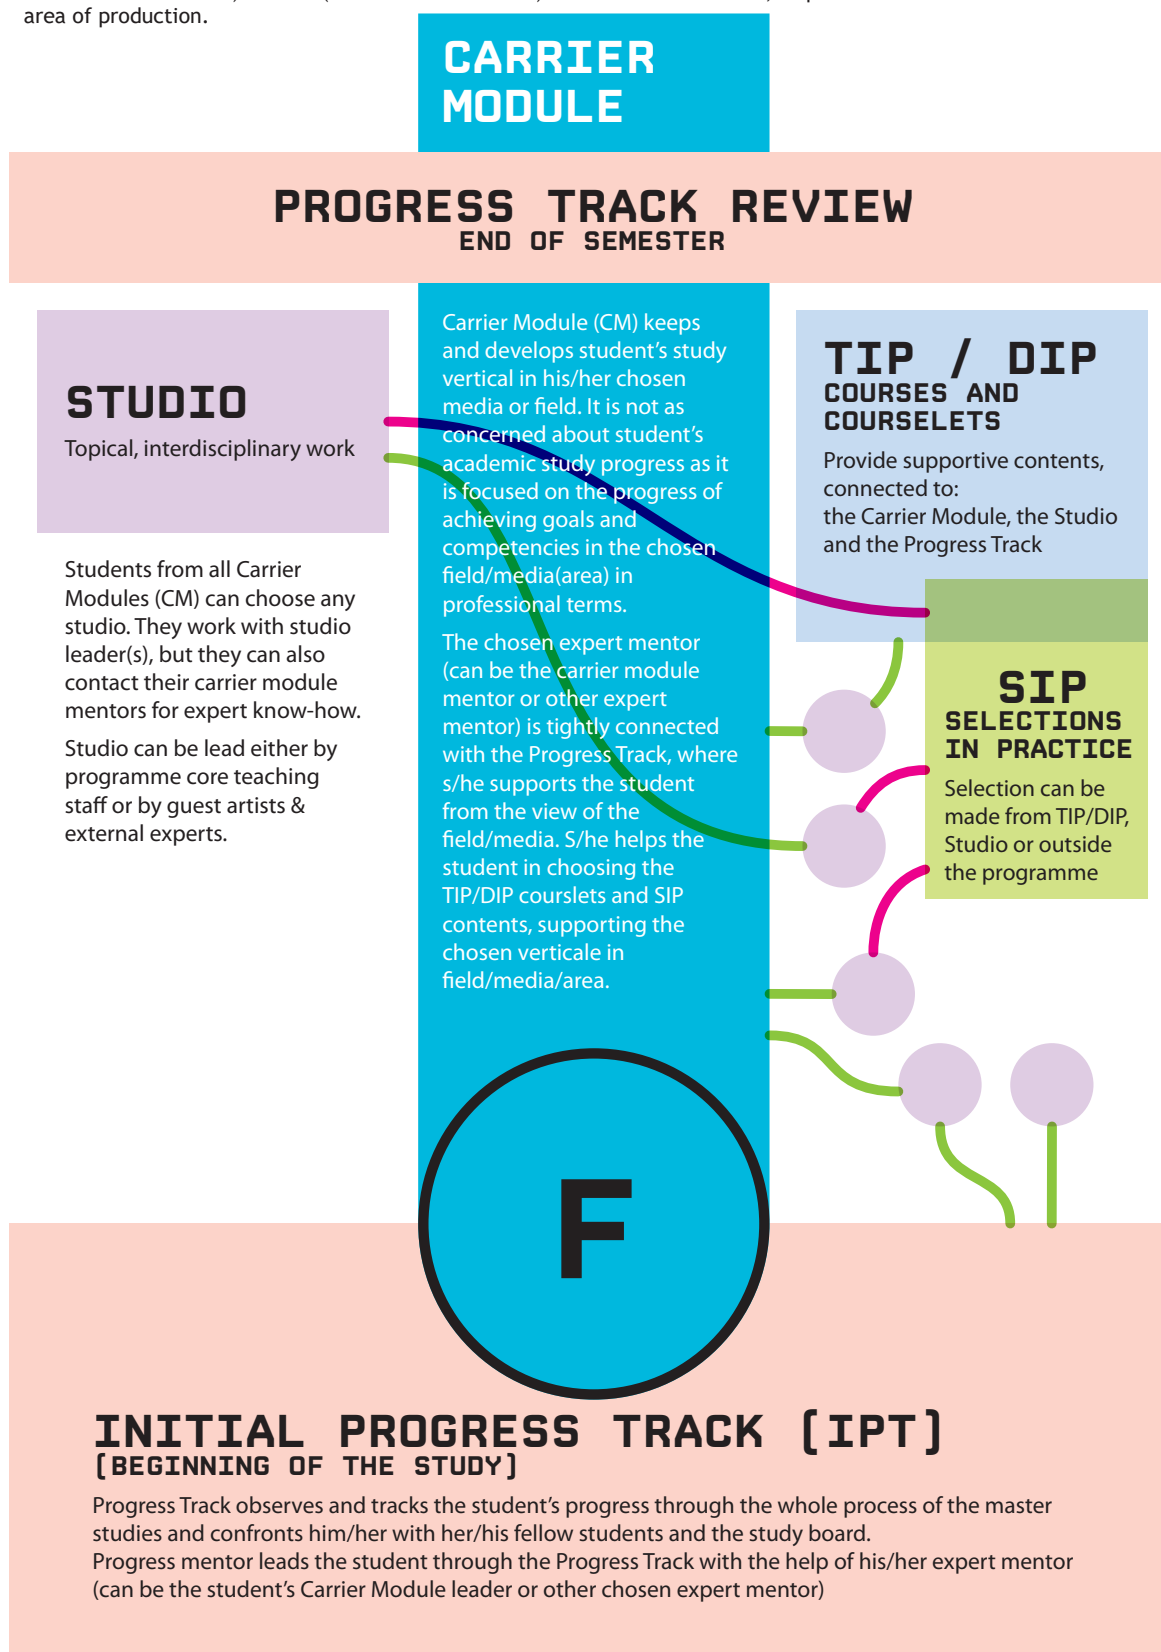 area of production.
CARRIER
MODULE
PROGRESS TRACK REVIEW
END OF SEMESTER
STUDIO
Topical, interdisciplinary work
Students from all Carrier
Modules (CM) can choose any
studio. They work with studio
leader(s), but they can also
contact their carrier module
mentors for expert know-how.
Studio can be lead either by
programme core teaching
staff or by guest artists &
external experts.
Carrier Module (CM) keeps
and develops student's study
vertical in his/her chosen
media or field. It is not as
concerned about student's
academic study progress as it
is focused on the progress of
achieving goals and
competencies in the chosen
field/media(area) in
professional terms.
The chosen expert mentor
(can be the carrier module
mentor or other expert
mentor) is tightly connected
with the Progress Track, where
s/he supports the student
from the view of the
field/media. S/he helps the
student in choosing the
TIP/DIP courslets and SIP
contents, supporting the
chosen verticale in
field/media/area.
TIP / DIP
COURSES AND
COURSELETS
Provide supportive contents,
connected to:
the Carrier Module, the Studio
and the Progress Track
SIP
SELECTIONS
IN PRACTICE
Selection can be
made from TIP/DIP,
Studio or outside
the programme
F
INITIAL PROGRESS TRACK (IPT)
(BEGINNING OF THE STUDY)
Progress Track observes and tracks the student's progress through the whole process of the master
studies and confronts him/her with her/his fellow students and the study board.
Progress mentor leads the student through the Progress Track with the help of his/her expert mentor
(can be the student's Carrier Module leader or other chosen expert mentor)